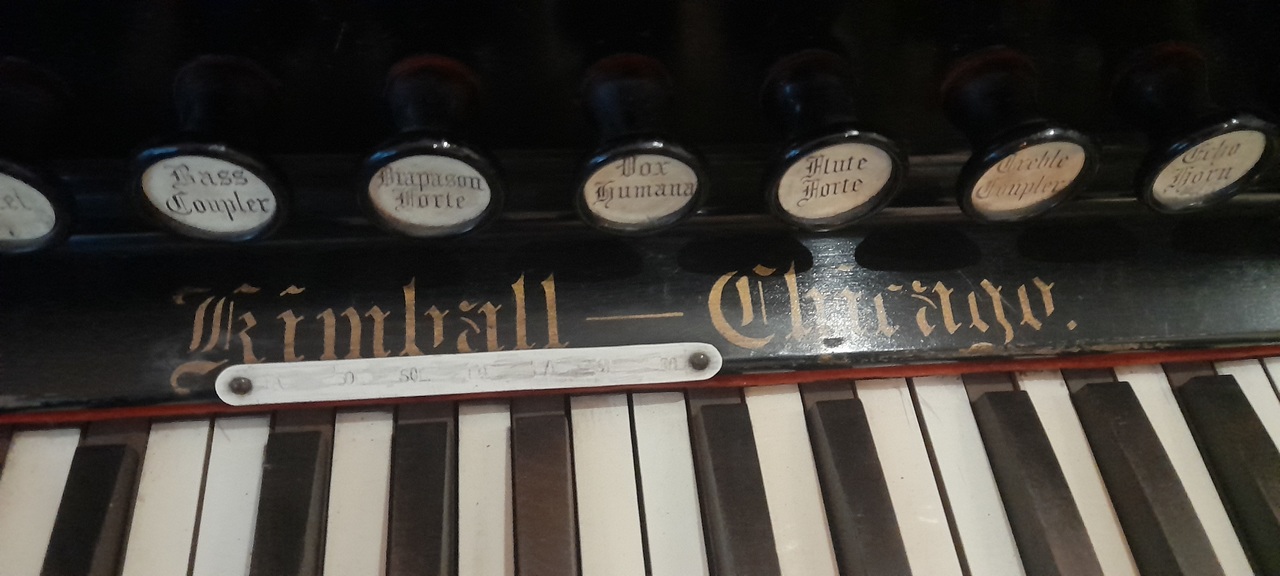 Bass
Coupler
Diapason
Forte
Vox
Humana
Flute
Forte
Treble
Coupler
Echo
Horn
Kimball — Chicago.